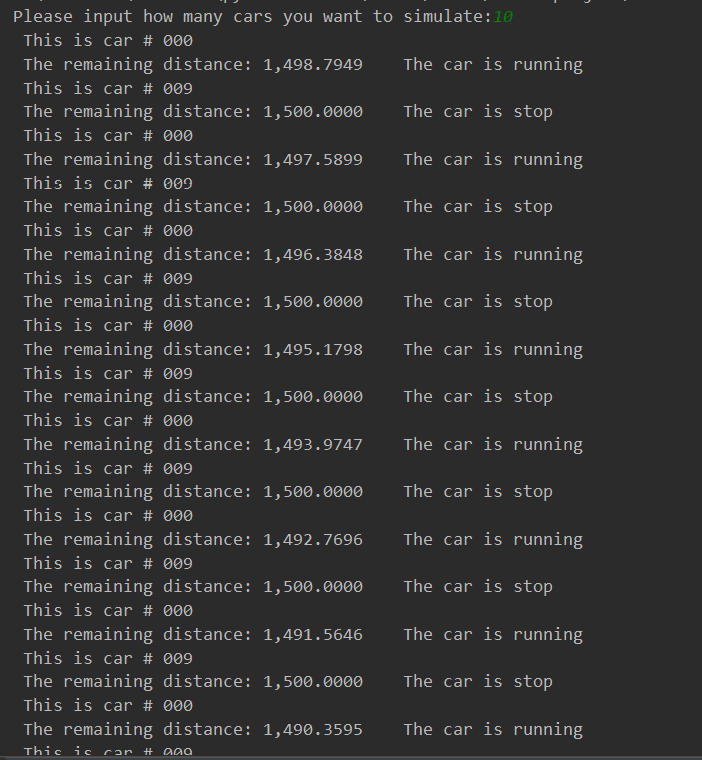 Please input how many cars you want to simulate:10
This is car # 000
The remaining distance: 1,498.7949    The car is running
This is car # 009
The remaining distance: 1,500.0000    The car is stop
This is car # 000
The remaining distance: 1,497.5899    The car is running
This is car # 009
The remaining distance: 1,500.0000    The car is stop
This is car # 000
The remaining distance: 1,496.3848    The car is running
This is car # 009
The remaining distance: 1,500.0000    The car is stop
This is car # 000
The remaining distance: 1,495.1798    The car is running
This is car # 009
The remaining distance: 1,500.0000    The car is stop
This is car # 000
The remaining distance: 1,493.9747    The car is running
This is car # 009
The remaining distance: 1,500.0000    The car is stop
This is car # 000
The remaining distance: 1,492.7696    The car is running
This is car # 009
The remaining distance: 1,500.0000    The car is stop
This is car # 000
The remaining distance: 1,491.5646    The car is running
This is car # 009
The remaining distance: 1,500.0000    The car is stop
This is car # 000
The remaining distance: 1,490.3595    The car is running
This is car # 009